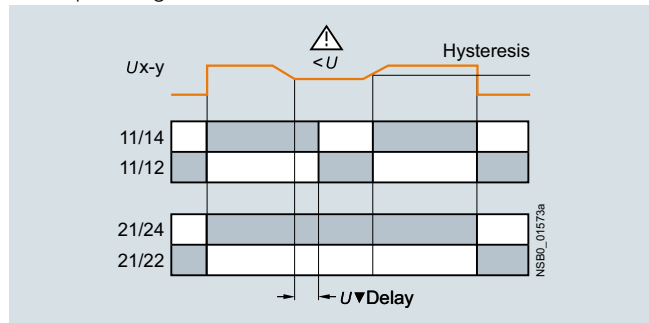 <U
Hysteresis
Ux-y
11/14
11/12
21/24
21/22
U▼Delay
NSB0_01573a